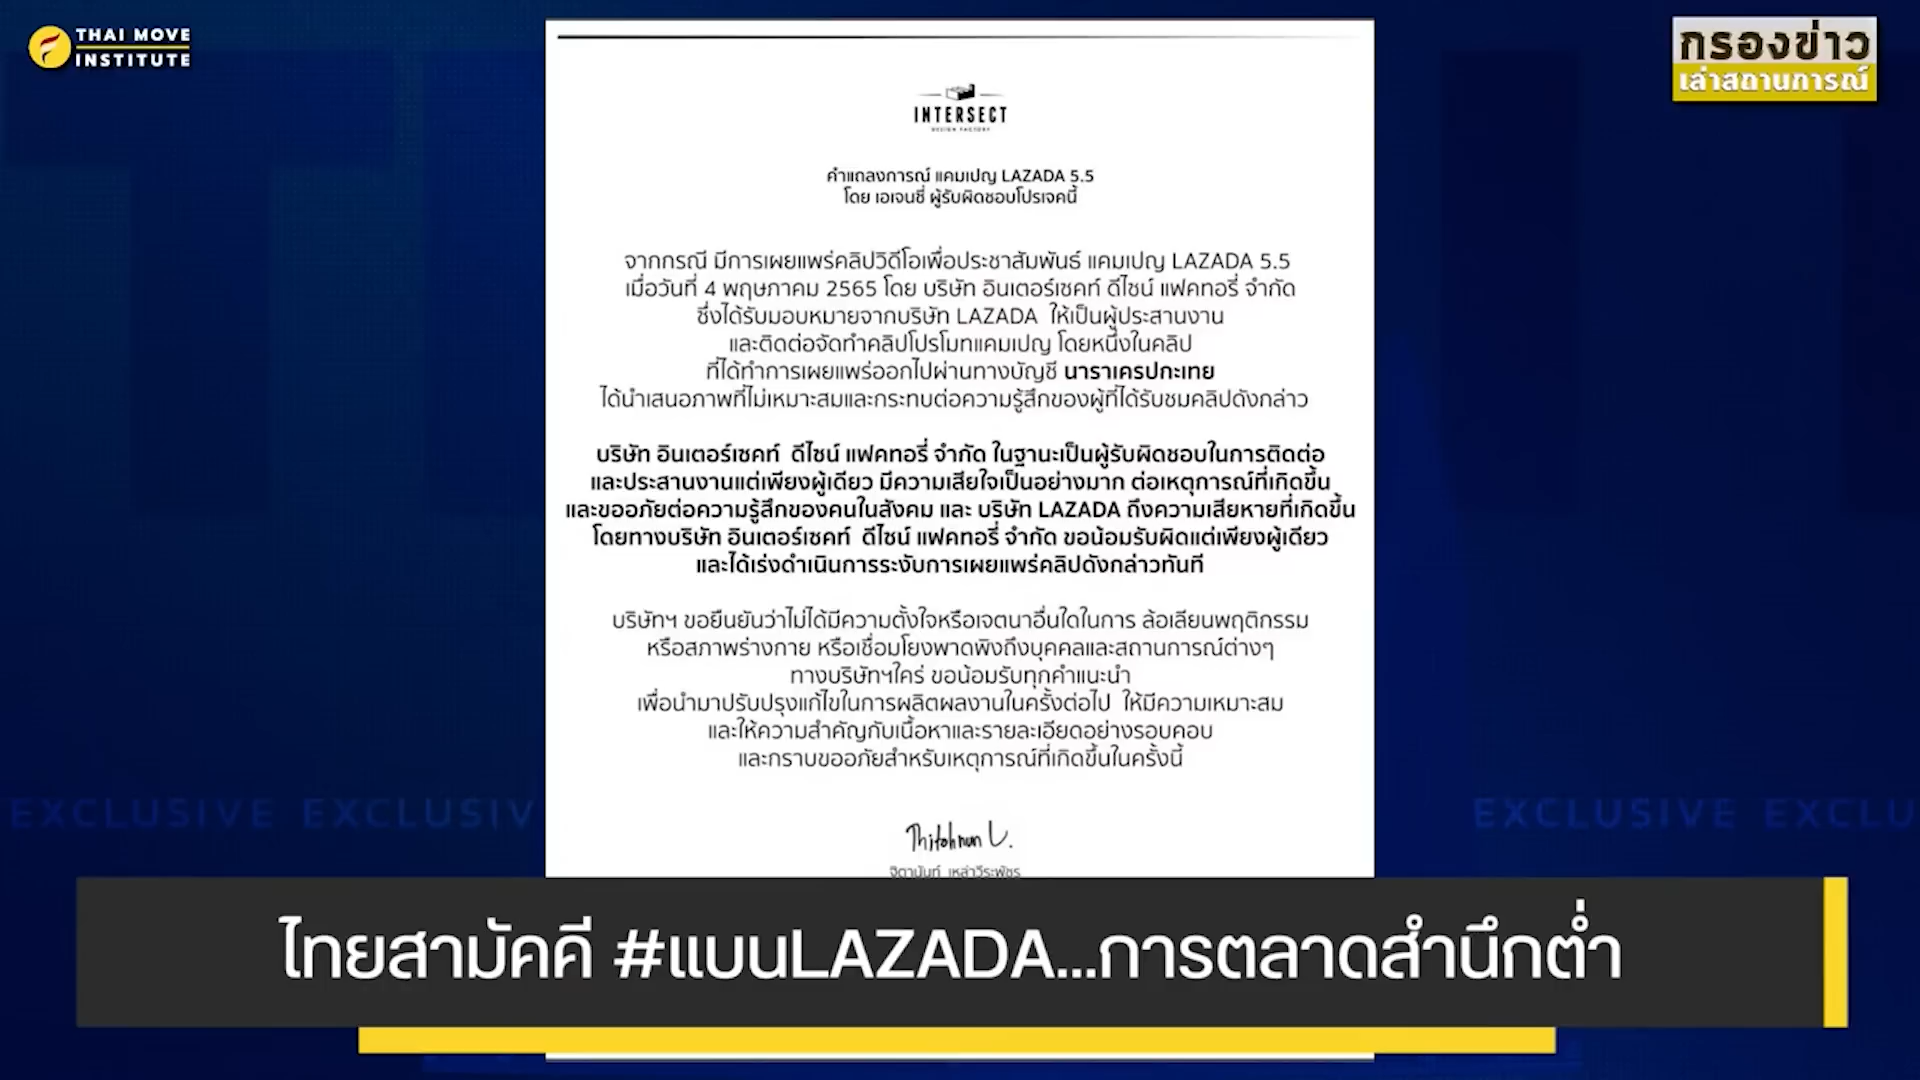 THAI MOVE
INSTITUTE
กรองข่าว
เล่าสถานการณ์
INTERSECT
DESIGN FACTORY
คำแถลงการณ์ แคมเปญ LAZADA 5.5
โดย เอเจนซี่ ผู้รับผิดชอบโปรเจคนี้
จากกรณี มีการเผยแพร่คลิปวิดีโอเพื่อประชาสัมพันธ์ แคมเปญ LAZADA 5.5
เมื่อวันที่ 4 พฤษภาคม 2565 โดย บริษัท อินเตอร์เซคท์ ดีไซน์ แฟคทอรี่ จำกัด
ซึ่งได้รับมอบหมายจากบริษัท LAZADA ให้เป็นผู้ประสานงาน
และติดต่อจัดทำคลิปโปรโมทแคมเปญ โดยหนึ่งในคลิป
ที่ได้ทำการเผยแพร่ออกไปผ่านทางบัญชี นาราเครปกะเทย
ได้นำเสนอภาพที่ไม่เหมาะสมและกระทบต่อความรู้สึกของผู้ที่ได้รับชมคลิปดังกล่าว
บริษัท อินเตอร์เซคท์ ดีไซน์ แฟคทอรี่ จำกัด ในฐานะเป็นผู้รับผิดชอบในการติดต่อ
และประสานงานแต่เพียงผู้เดียว มีความเสียใจเป็นอย่างมาก ต่อเหตุการณ์ที่เกิดขึ้น
และขออภัยต่อความรู้สึกของคนในสังคม และ บริษัท LAZADA ถึงความเสียหายที่เกิดขึ้น
โดยทางบริษัท อินเตอร์เซคท์ ดีไซน์ แฟคทอรี่ จำกัด ขอน้อมรับผิดแต่เพียงผู้เดียว
และได้เร่งดำเนินการระงับการเผยแพร่คลิปดังกล่าวทันที
บริษัทฯ ขอยืนยันว่าไม่ได้มีความตั้งใจหรือเจตนาอื่นใดในการ ล้อเลียนพฤติกรรม
หรือสภาพร่างกาย หรือเชื่อมโยงพาดพิงถึงบุคคลและสถานการณ์ต่างๆ
ทางบริษัทฯใคร่ ขอน้อมรับทุกคำแนะนำ
เพื่อนำมาปรับปรุงแก้ไขในการผลิตผลงานในครั้งต่อไป ให้มีความเหมาะสม
และให้ความสำคัญกับเนื้อหาและรายละเอียดอย่างรอบคอบ
และกราบขออภัยสำหรับเหตุการณ์ที่เกิดขึ้นในครั้งนี้
EXCLUSIVE EXCLUSIV
EXCLUSIVE EXCLU
ฐิตานันท์ เหล่าวีระพัชร
ไทยสามัคคี #แบนLAZADA...การตลาดสำนึกต่ำ